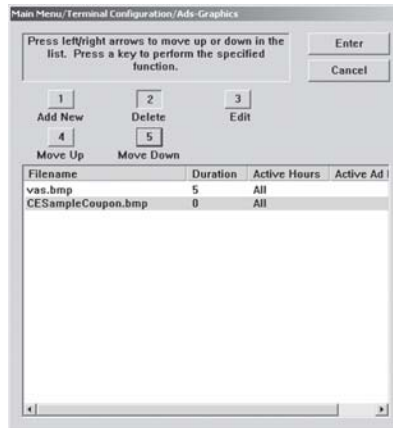 Main Menu/Terminal Configuration/Ads-Graphics
Press left/right arrows to move up or down in the
list. Press a key to perform the specified
function.
Enter
Cancel
1 2 3
Add New Delete Edit
4 5
Move Up Move Down
Filename Duration Active Hours Active Ad
vas.bmp 5 All
CESampleCoupon.bmp 0 All